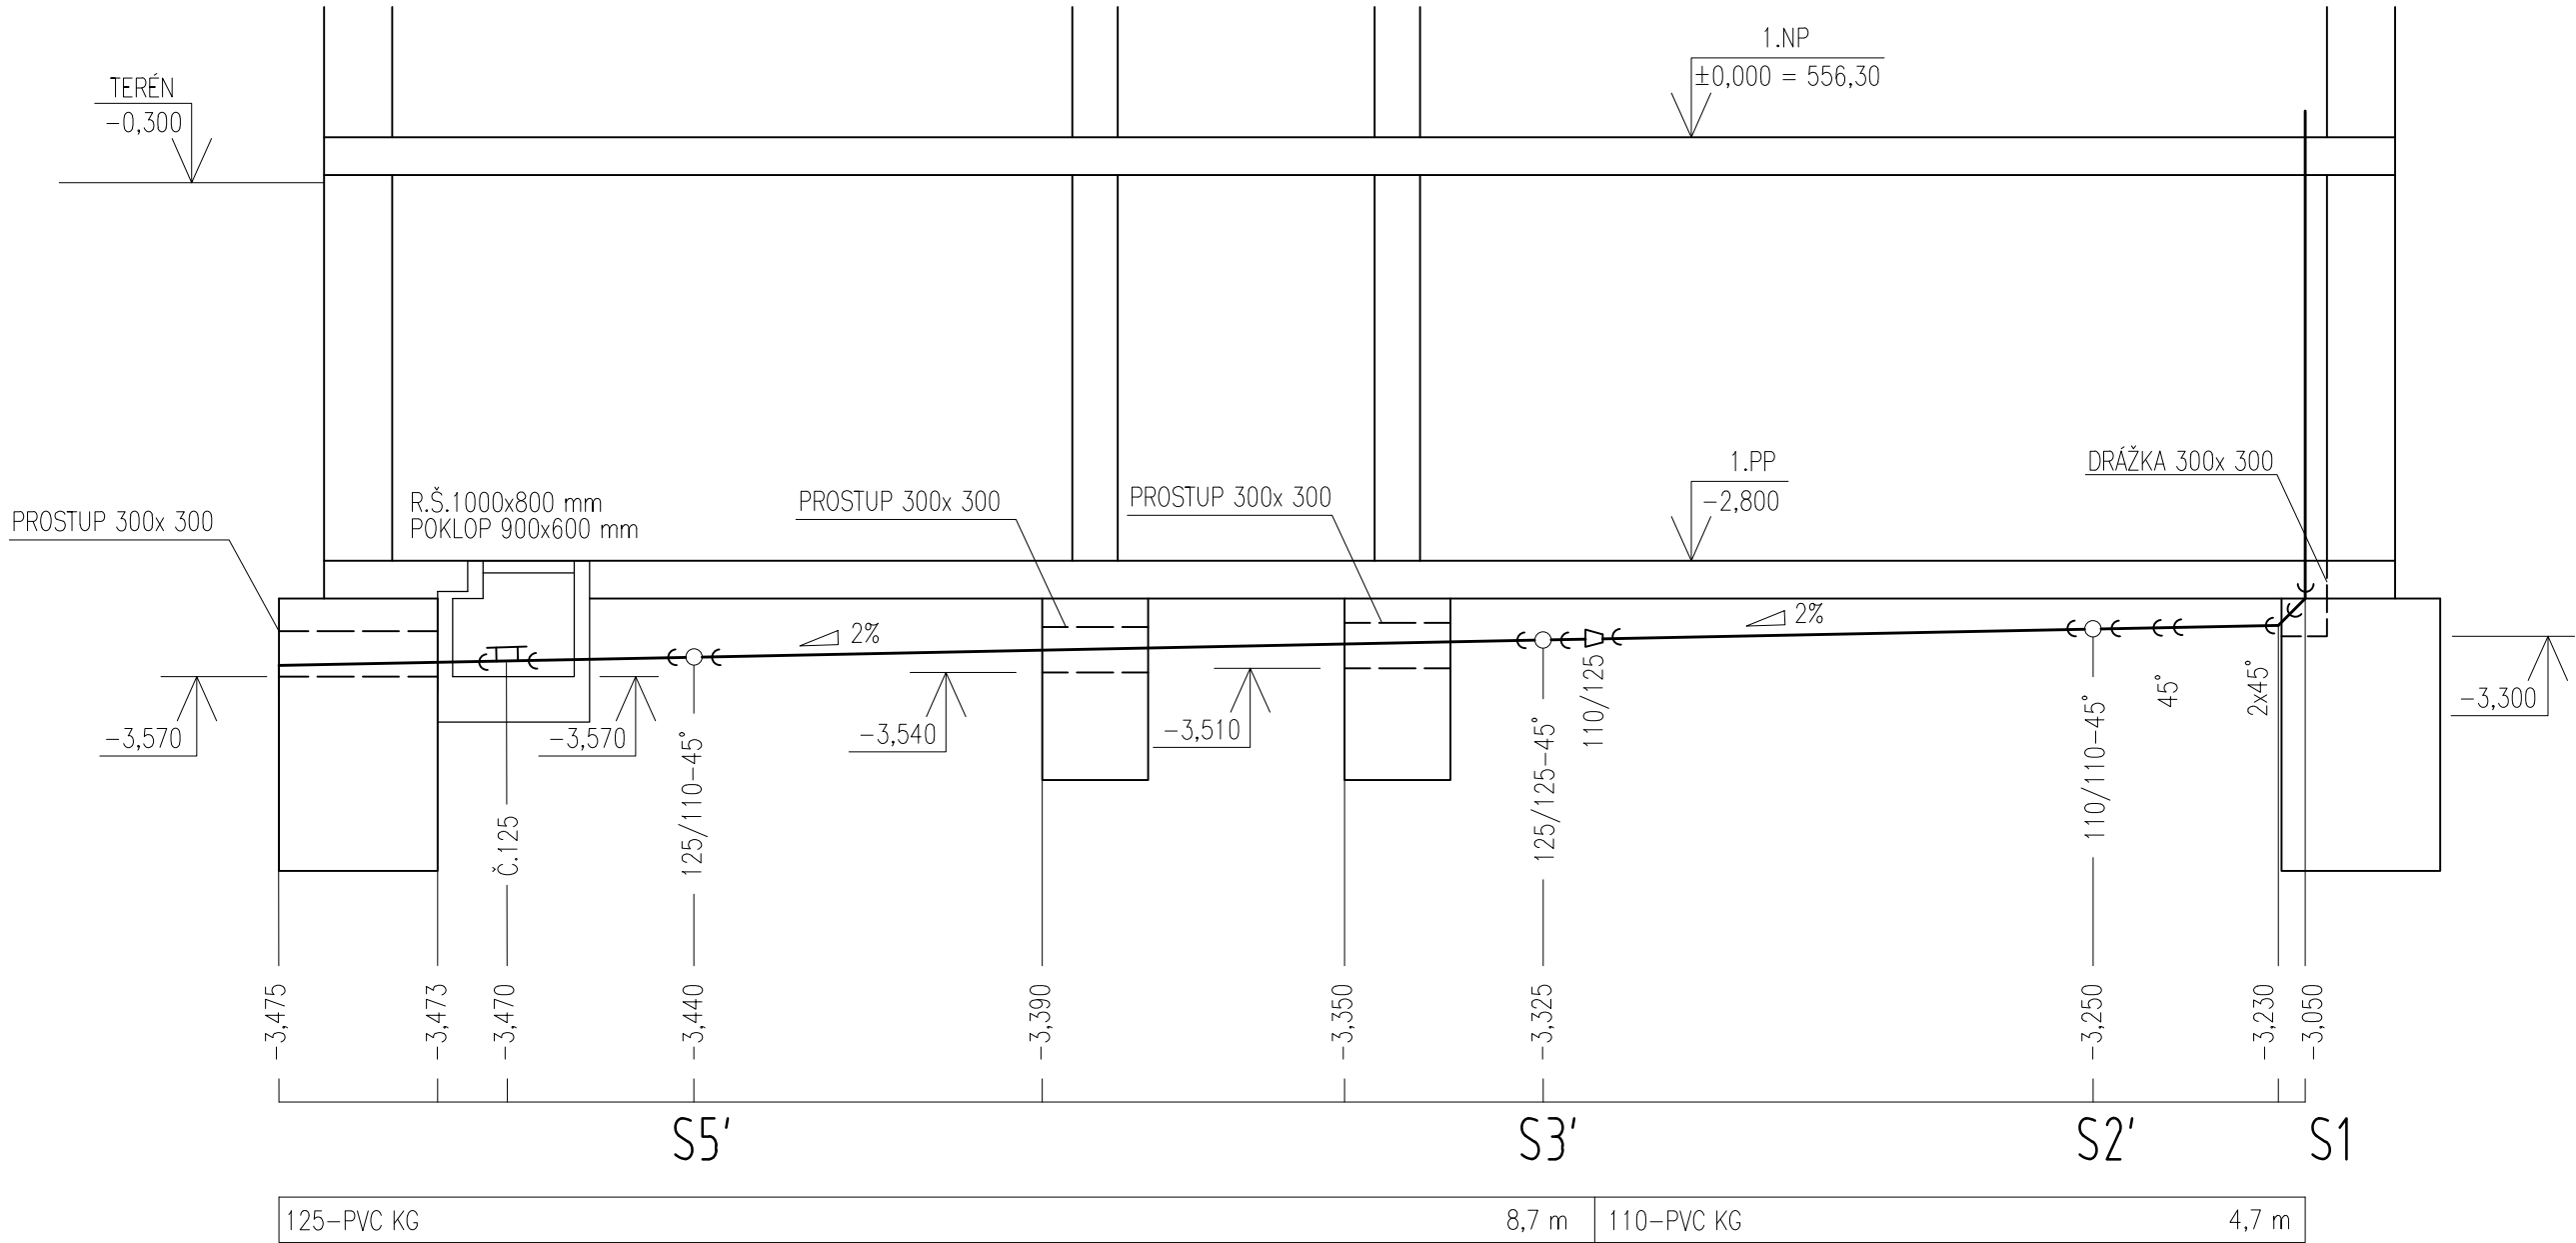 1.NP
±0,000 = 556,30
TERÉN
-0,300
1.PP
-2,800
DRÁŽKA 300x 300
R.Š.1000x800 mm
POKLOP 900x600 mm
PROSTUP 300x 300
PROSTUP 300x 300
PROSTUP 300x 300
2%
2%
-3,570
-3,570
-3,540
-3,510
-3,300
Č.125
125/110-45°
125/125-45°
110/125
110/110-45°
45°
2x45°
-3,475
-3,473
-3,470
-3,440
-3,390
-3,350
-3,325
-3,250
-3,230
-3,050
S5'
S3'
S2'
S1
125-PVC KG
8,7 m
110-PVC KG
4,7 m